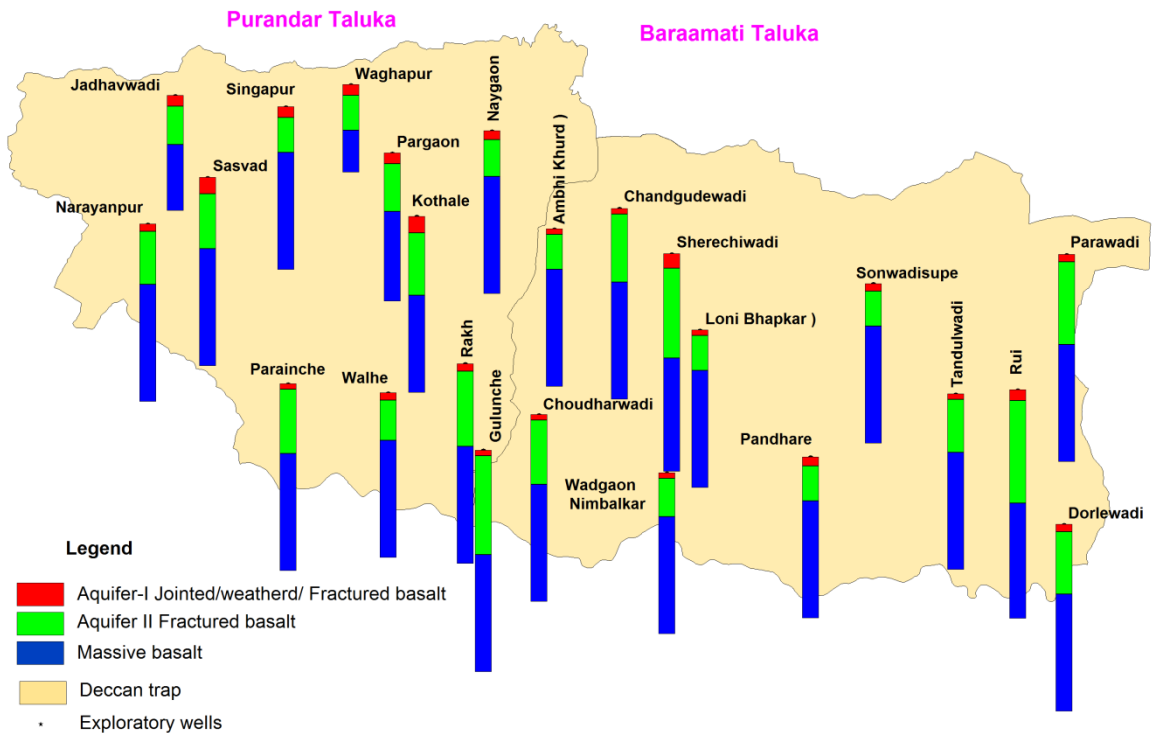 Purandar Taluka
Baraamati Taluka
Jadhavwadi
Singapur
Waghapur
Naygaon
Pargaon
Sasvad
Kothale
Narayanpur
Ambhi Khurd )
Chandgudewadi
Sherechiwadi
Parawadi
Sonwadisupe
Loni Bhapkar )
Tandulwadi
Rui
Rakh
Parainche
Walhe
Gulunche
Choudharwadi
Pandhare
Wadgaon
Nimbalkar
Dorlewadi
Legend
Aquifer-I Jointed/weatherd/ Fractured basalt
Aquifer II Fractured basalt
Massive basalt
Deccan trap
Exploratory wells